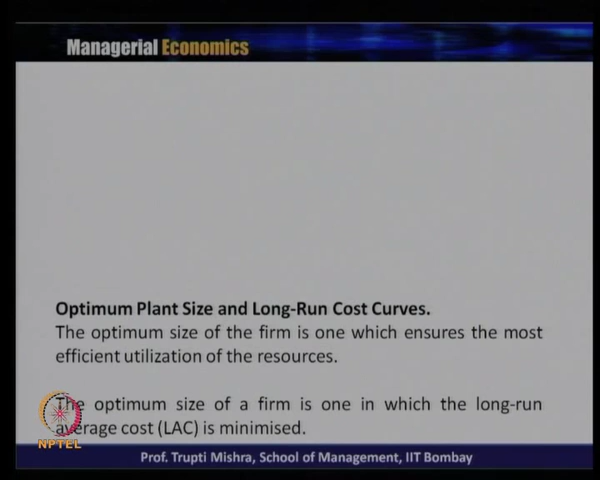 Managerial Economics
Optimum Plant Size and Long-Run Cost Curves.
The optimum size of the firm is one which ensures the most
efficient utilization of the resources.
The optimum size of a firm is one in which the long-run
average cost (LAC) is minimised.
NPTEL
Prof. Trupti Mishra, School of Management, IIT Bombay